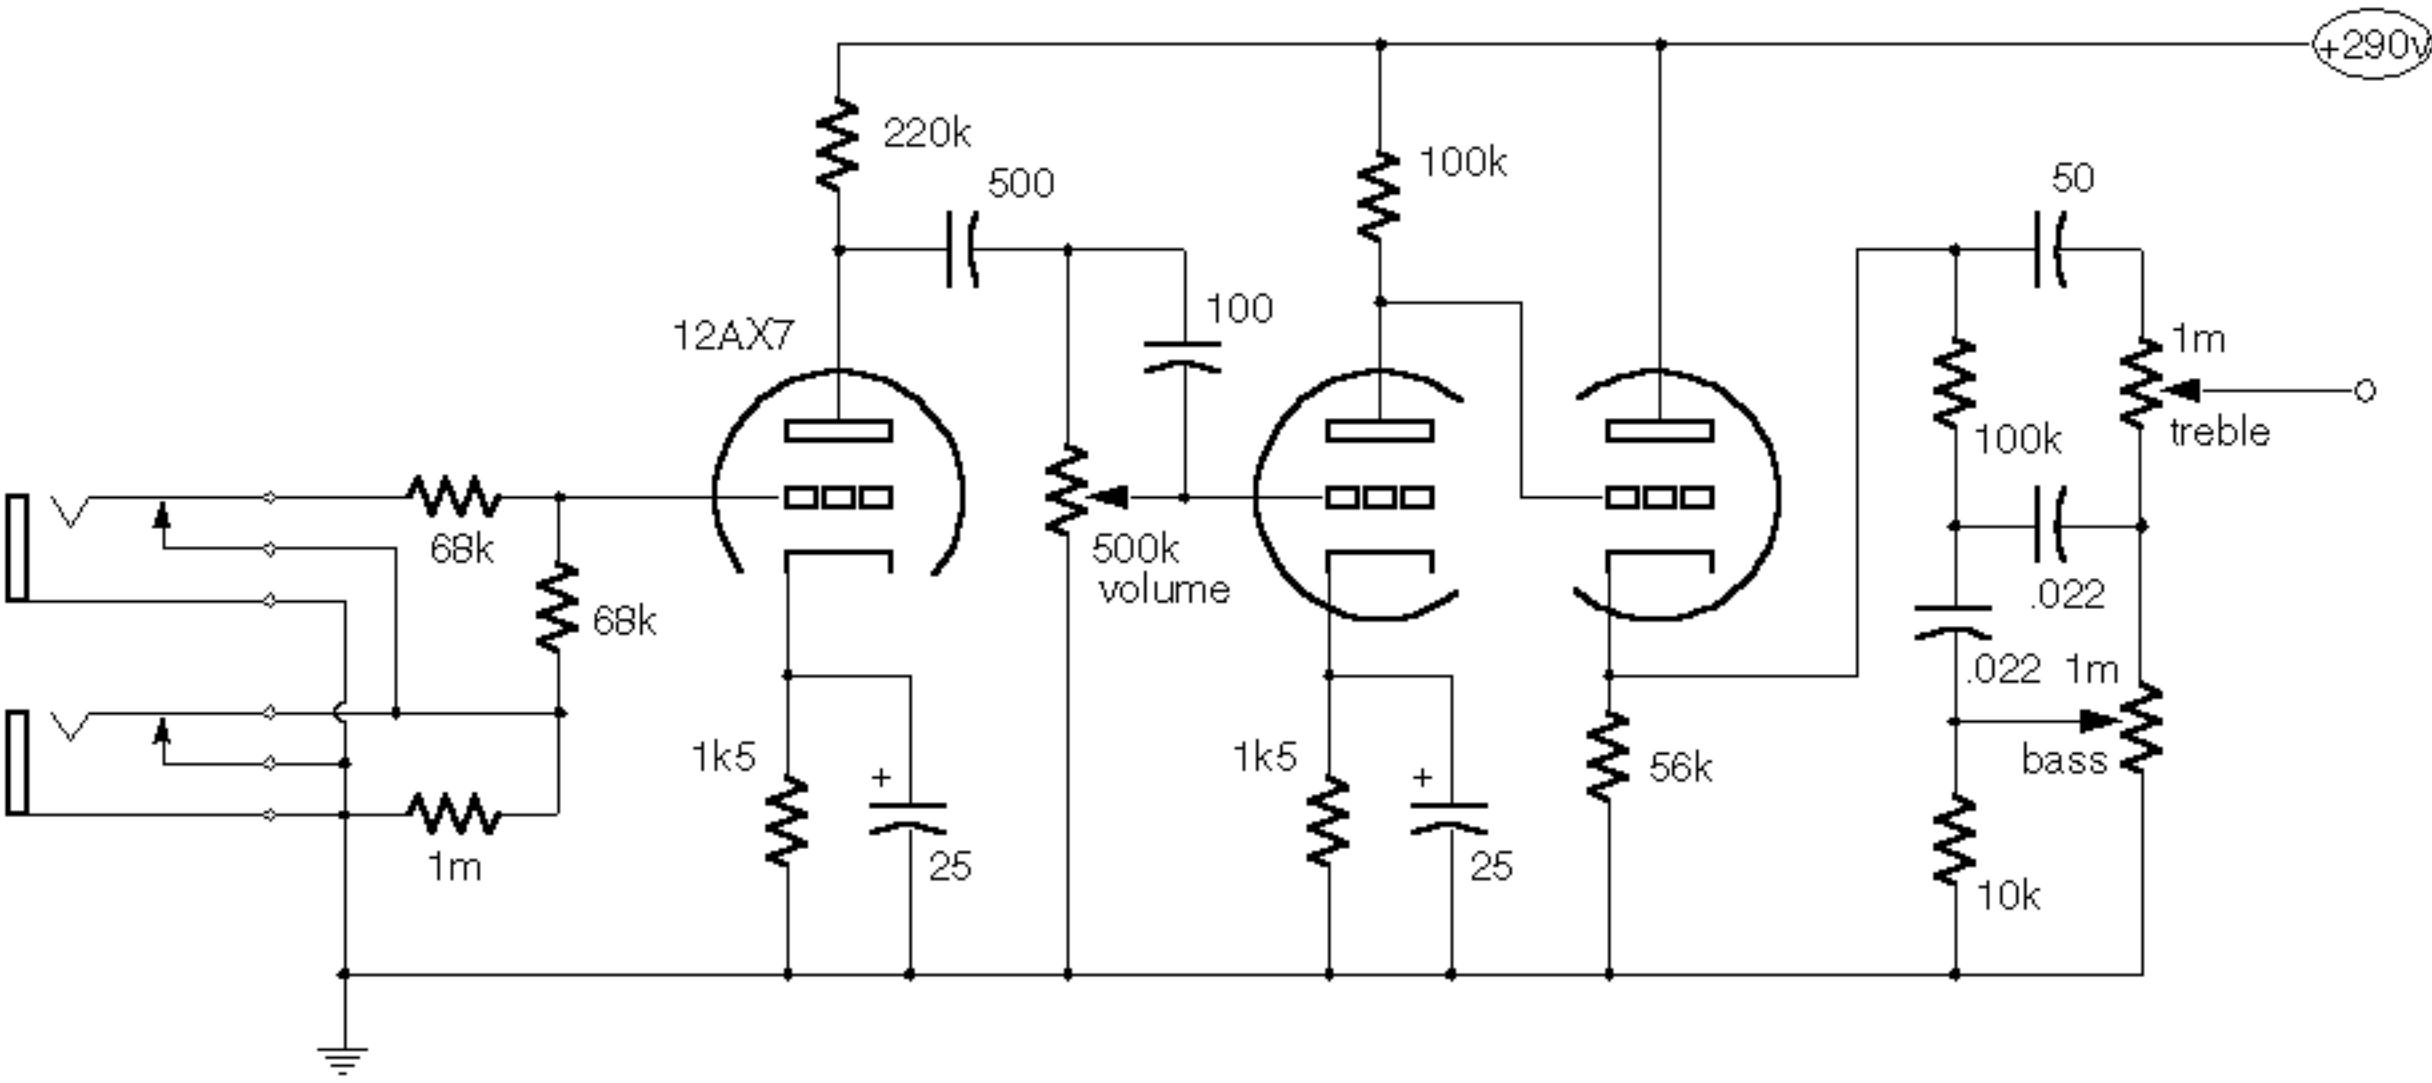 +290v
220k
500
100k
50
12AX7
100
1m
treble
100k
68k
500k
volume
68k
.022
.022
1m
1k5
+
25
1k5
+
25
56k
bass
1m
10k